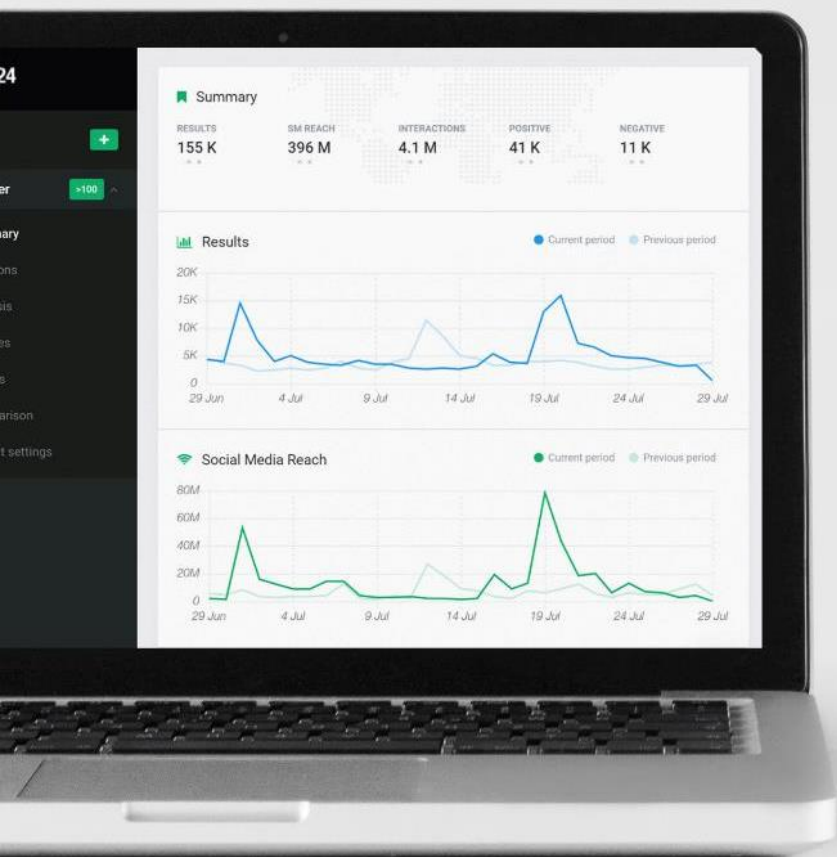 24
+
er
>100
ary
ons
sis
es
s
arison
t settings
Summary
RESULTS SM REACH INTERACTIONS POSITIVE NEGATIVE
155 K 396 M 4.1 M 41 K 11 K
Results Current period Previous period
20K
15K
10K
5K
0
29 Jun 4 Jul 9 Jul 14 Jul 19 Jul 24 Jul 29 Jul
Social Media Reach Current period Previous period
80M
60M
40M
20M
0
29 Jun 4 Jul 9 Jul 14 Jul 19 Jul 24 Jul 29 Jul